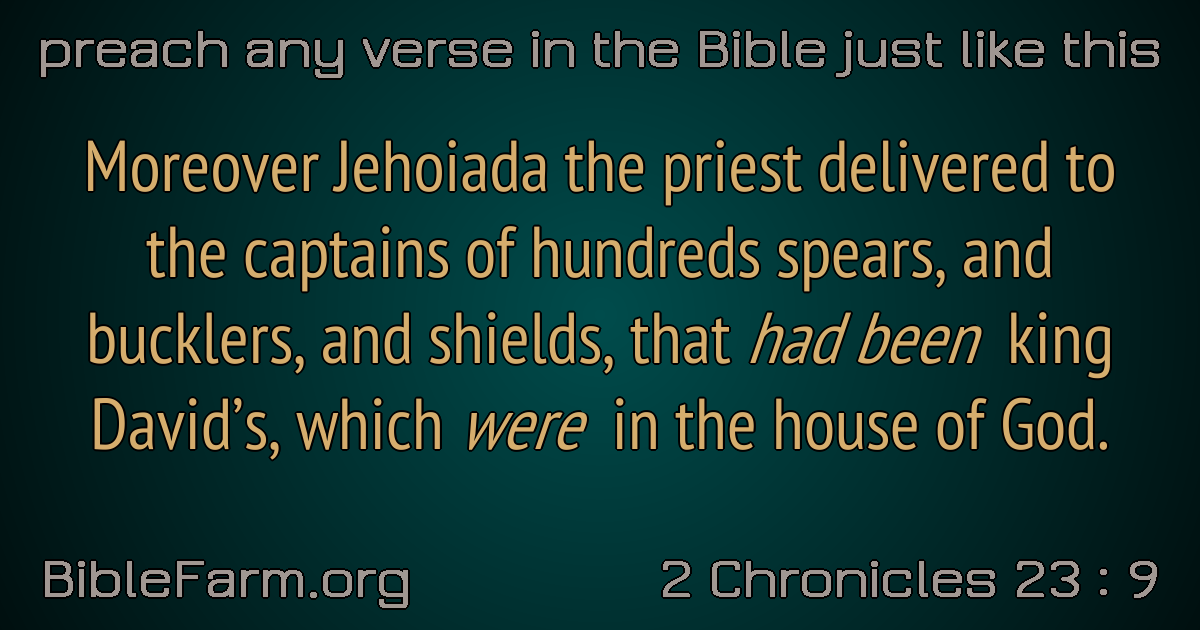 preach any verse in the Bible just like this
Moreover Jehoiada the priest delivered to
the captains of hundreds spears, and
bucklers, and shields, that had been king
David’s, which were in the house of God.
BibleFarm.org
2 Chronicles 23 : 9